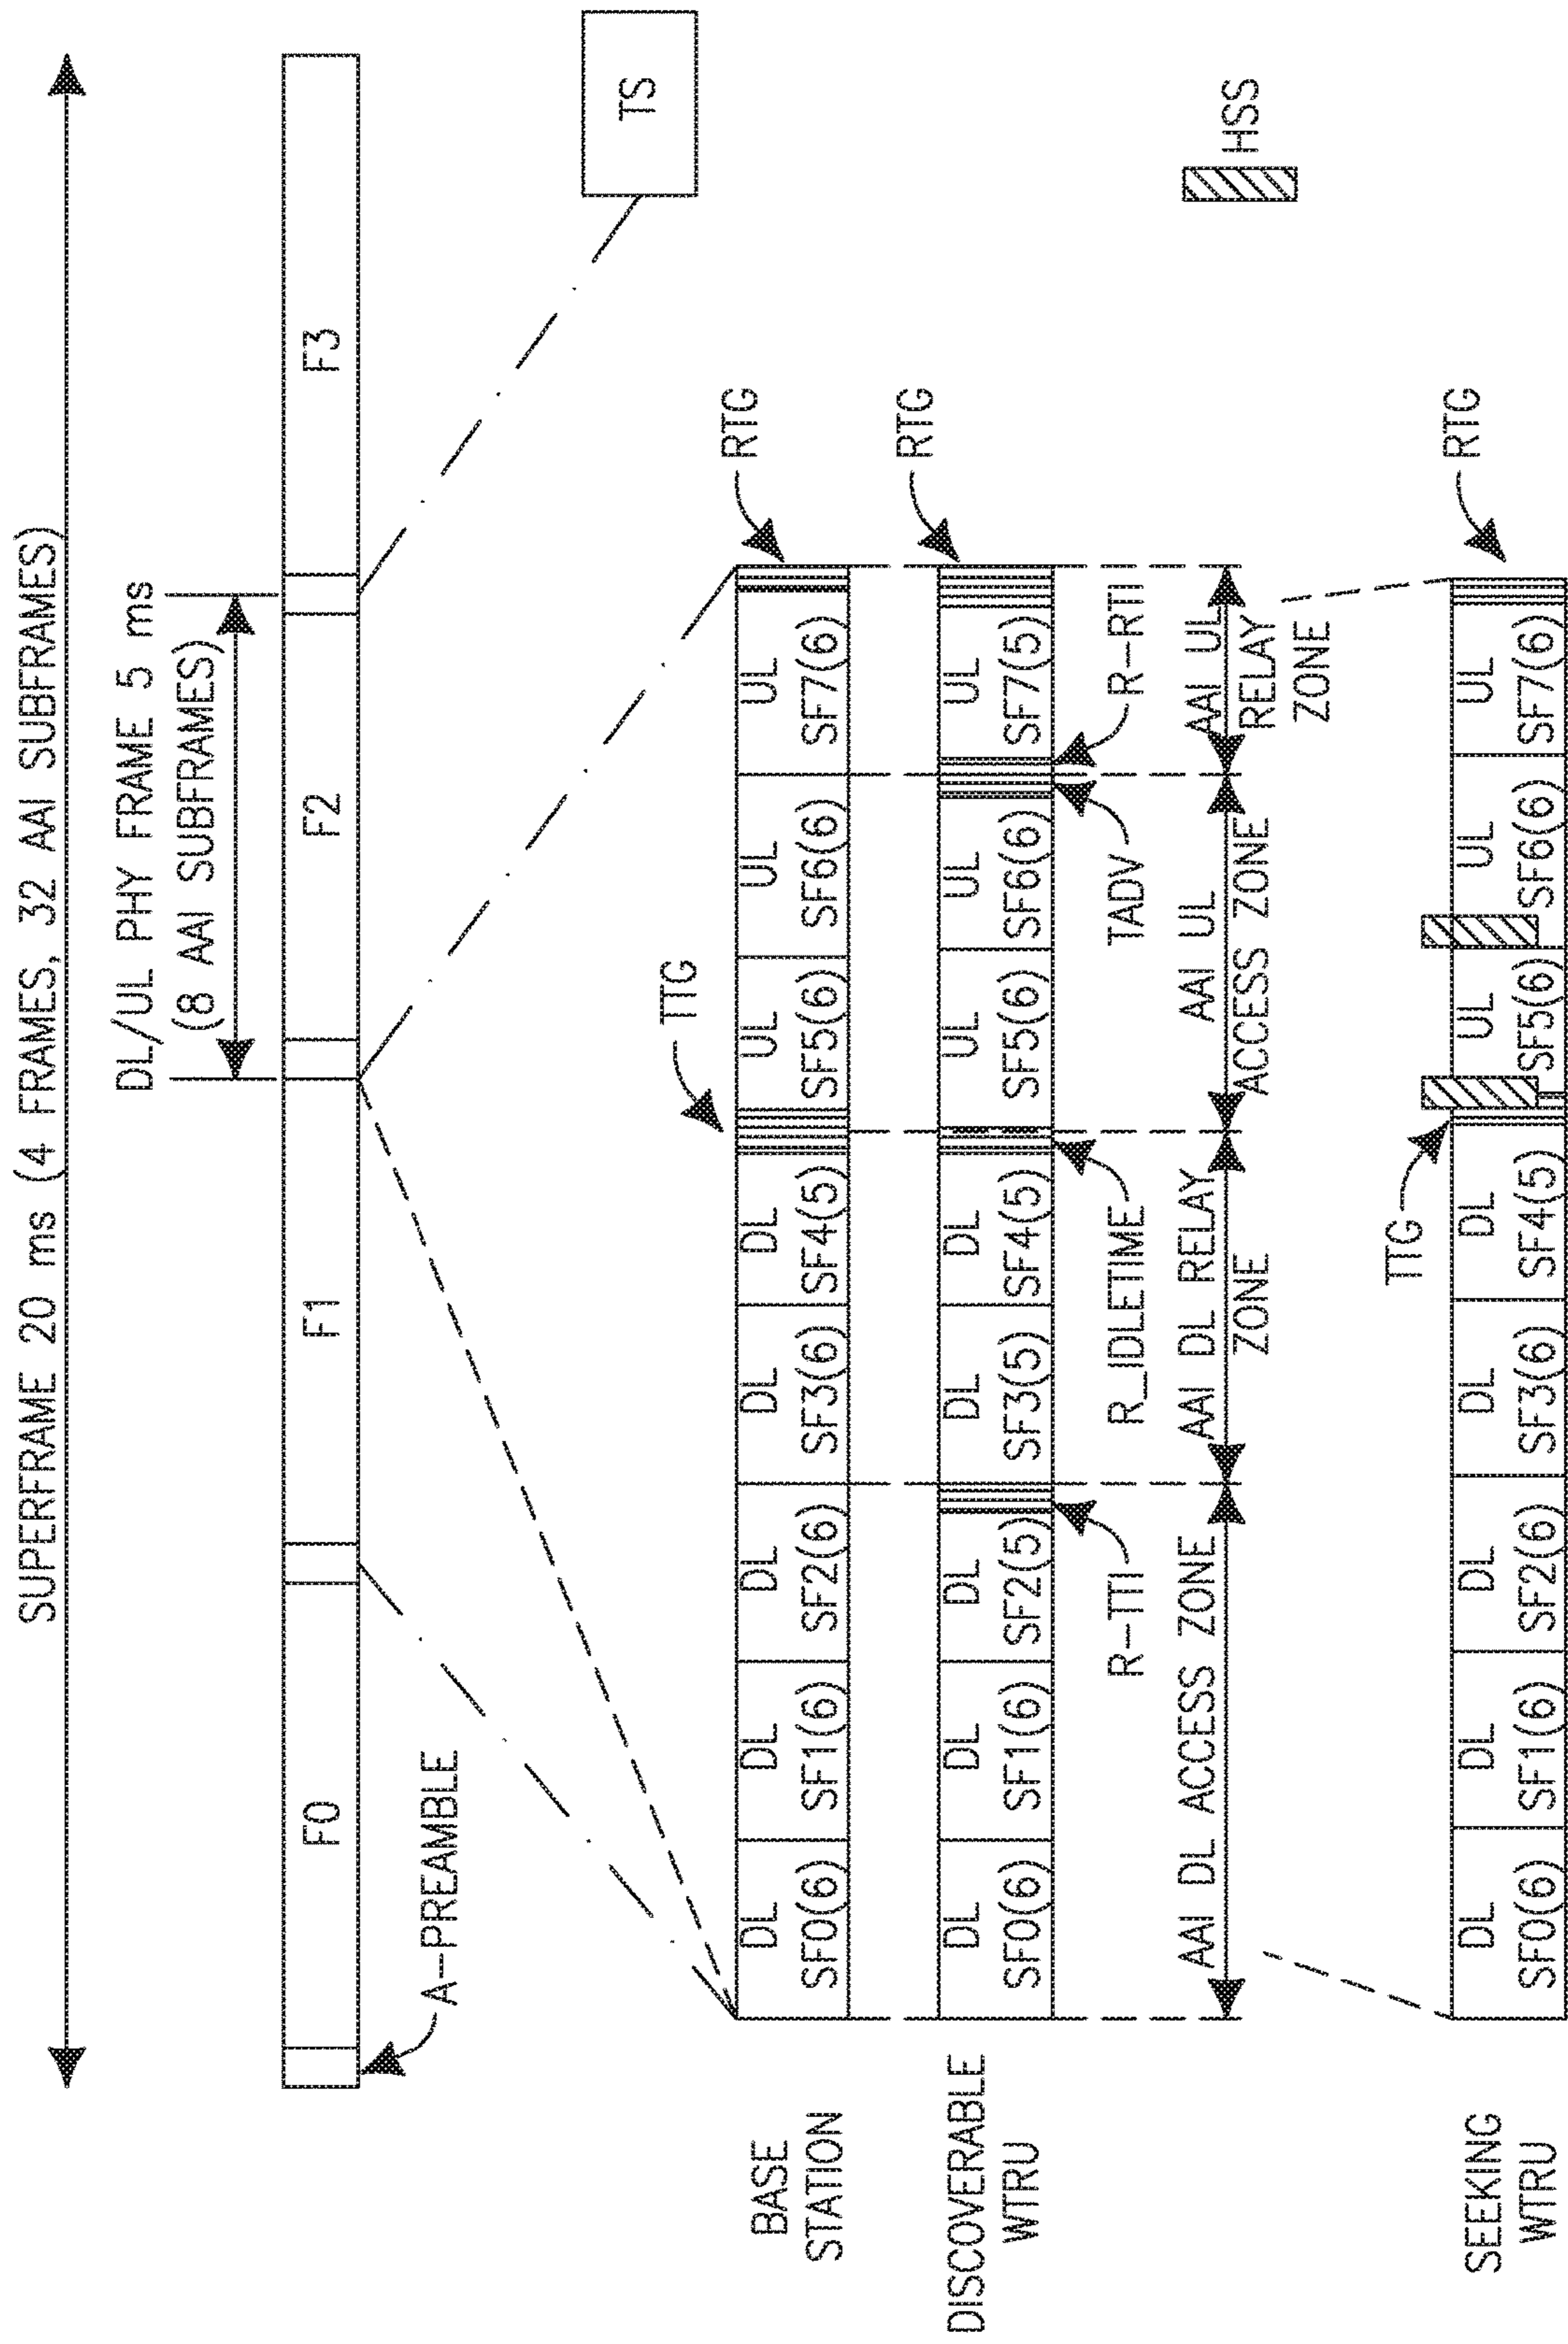 SUPERFRAME 20 ms (4 FRAMES, 32 AAI SUBFRAMES)
DL/UL PHY FRAME 5 ms
(8 AAI SUBFRAMES)
F0
F1
F2
F3
A-PREAMBLE
TS
TTG
RTG
BASE
STATION
DL
SF0(6)
DL
SF1(6)
DL
SF2(6)
DL
SF3(6)
DL
SF4(5)
UL
SF5(6)
UL
SF6(6)
UL
SF7(6)
RTG
DISCOVERABLE
WTRU
DL
SF0(6)
DL
SF1(6)
DL
SF2(5)
DL
SF3(5)
DL
SF4(5)
UL
SF5(6)
UL
SF6(6)
UL
SF7(5)
R-TTI
R_IDLETIME
TADV
R-RTI
AAI DL ACCESS ZONE
AAI DL RELAY
ZONE
AAI UL
ACCESS ZONE
AAI UL
RELAY
ZONE
HSS
TTG
RTG
SEEKING
WTRU
DL
SF0(6)
DL
SF1(6)
DL
SF2(6)
DL
SF3(6)
DL
SF4(5)
UL
SF5(6)
UL
SF6(6)
UL
SF7(6)